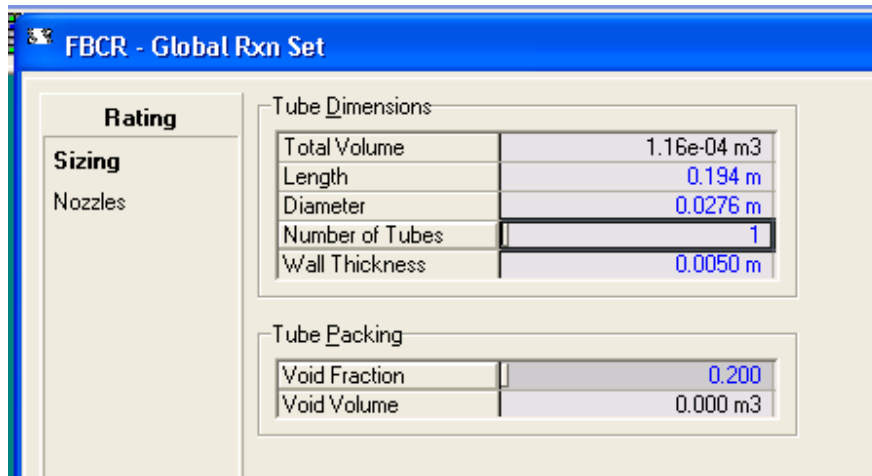 FBCR - Global Rxn Set
Rating
Sizing
Nozzles
Tube Dimensions
Total Volume 1.16e-04 m3
Length 0.194 m
Diameter 0.0276 m
Number of Tubes 1
Wall Thickness 0.0050 m
Tube Packing
Void Fraction 0.200
Void Volume 0.000 m3